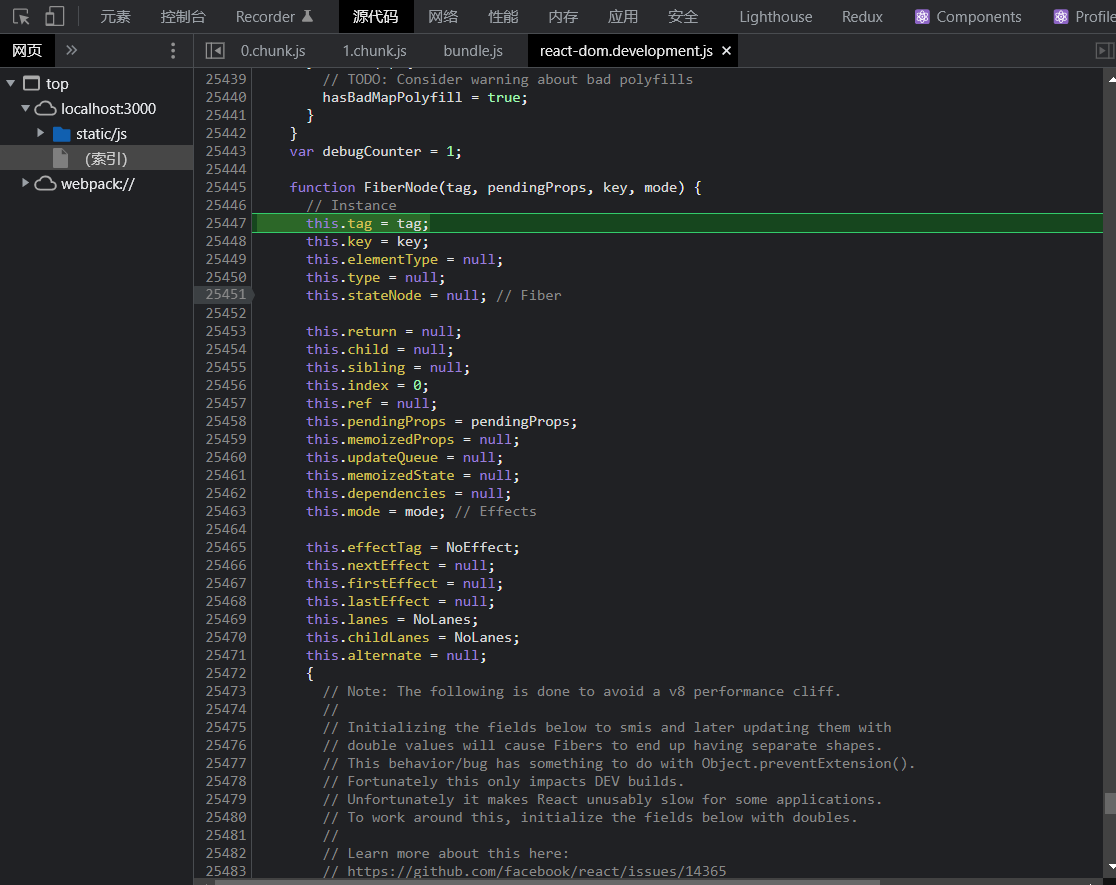 元素 控制台 Recorder 源代码 网络 性能 内存 应用 安全 Lighthouse Redux Components Profile
网页 » 0.chunk.js 1.chunk.js bundle.js react-dom.development.js ×
top
localhost:3000
static/js
(索引)
webpack://
25439 // TODO: Consider warning about bad polyfills
25440 hasBadMapPolyfill = true;
25441 }
25442 }
25443 var debugCounter = 1;
25444
25445 function FiberNode(tag, pendingProps, key, mode) {
25446 // Instance
25447 this.tag = tag;
25448 this.key = key;
25449 this.elementType = null;
25450 this.type = null;
25451 this.stateNode = null; // Fiber
25452
25453 this.return = null;
25454 this.child = null;
25455 this.sibling = null;
25456 this.index = 0;
25457 this.ref = null;
25458 this.pendingProps = pendingProps;
25459 this.memoizedProps = null;
25460 this.updateQueue = null;
25461 this.memoizedState = null;
25462 this.dependencies = null;
25463 this.mode = mode; // Effects
25464
25465 this.effectTag = NoEffect;
25466 this.nextEffect = null;
25467 this.firstEffect = null;
25468 this.lastEffect = null;
25469 this.lanes = NoLanes;
25470 this.childLanes = NoLanes;
25471 this.alternate = null;
25472 {
25473 // Note: The following is done to avoid a v8 performance cliff.
25474 //
25475 // Initializing the fields below to smis and later updating them with
25476 // double values will cause Fibers to end up having separate shapes.
25477 // This behavior/bug has something to do with Object.preventExtension().
25478 // Fortunately this only impacts DEV builds.
25479 // Unfortunately it makes React unusably slow for some applications.
25480 // To work around this, initialize the fields below with doubles.
25481 //
25482 // Learn more about this here:
25483 // https://github.com/facebook/react/issues/14365